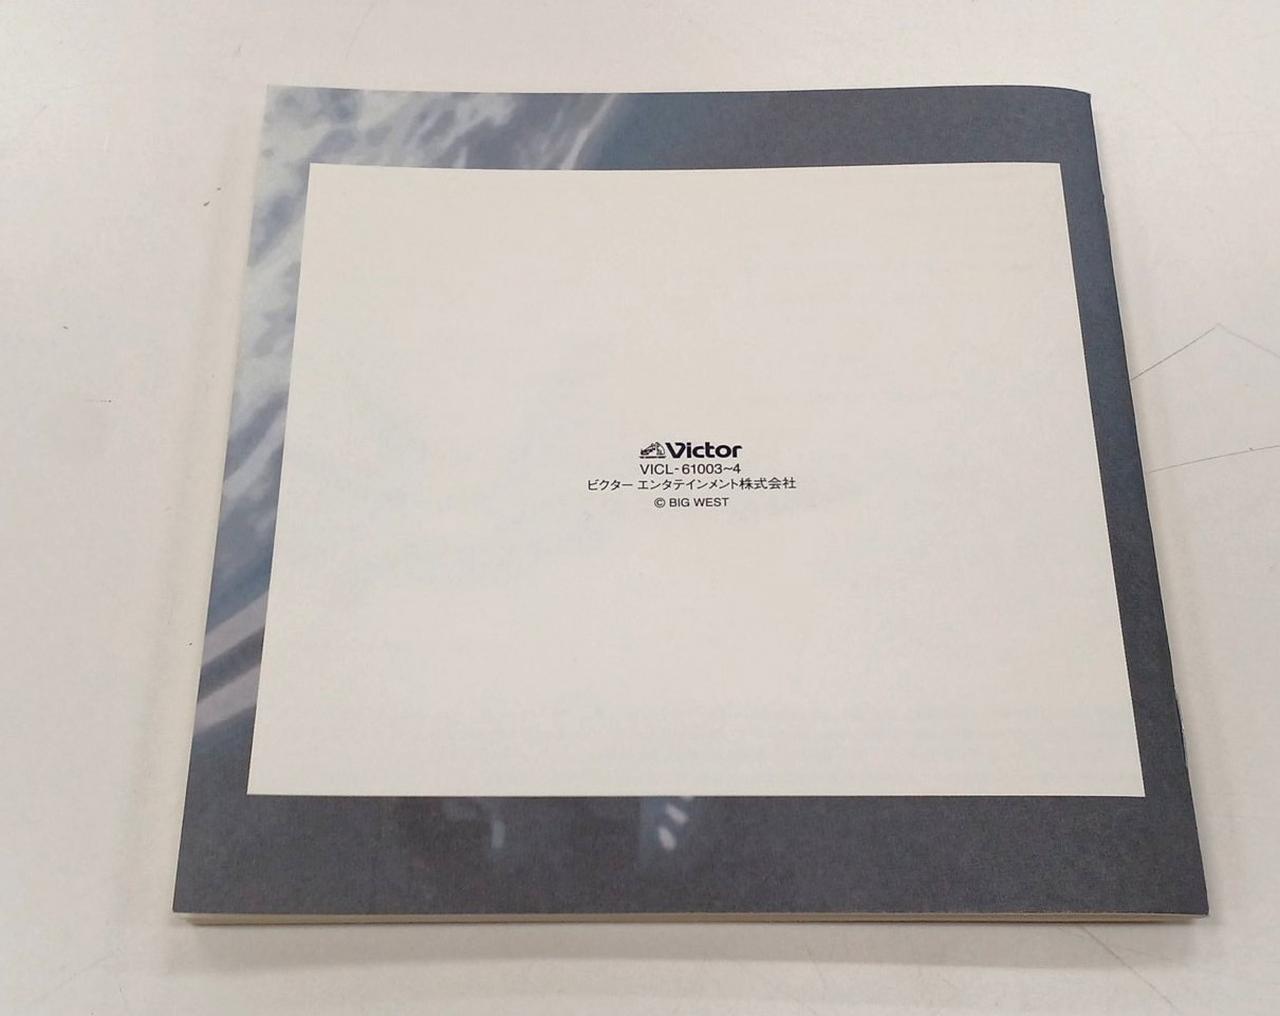 Victor
VICL-61003~4
ビクター エンタテインメント株式会社
© BIG WEST